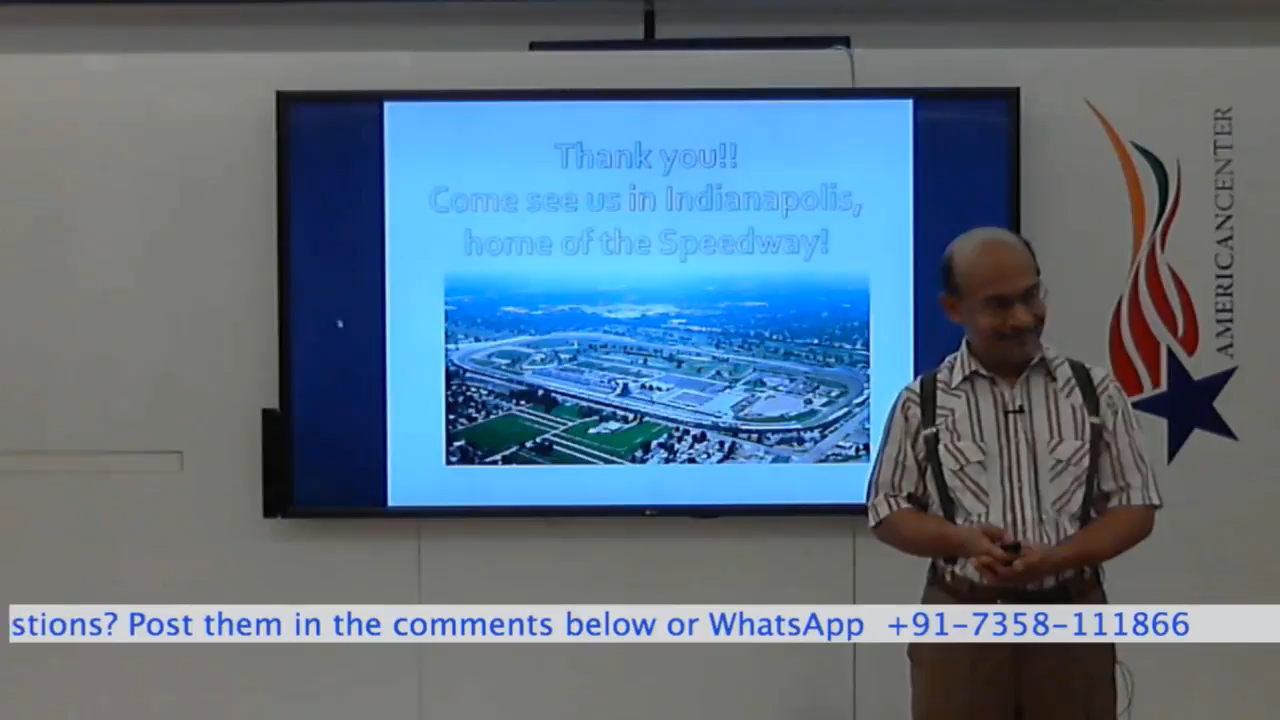 Thank you!!
Come see us in Indianapolis,
home of the Speedway!
AMERICANCENTER
stions? Post them in the comments below or WhatsApp +91-7358-111866